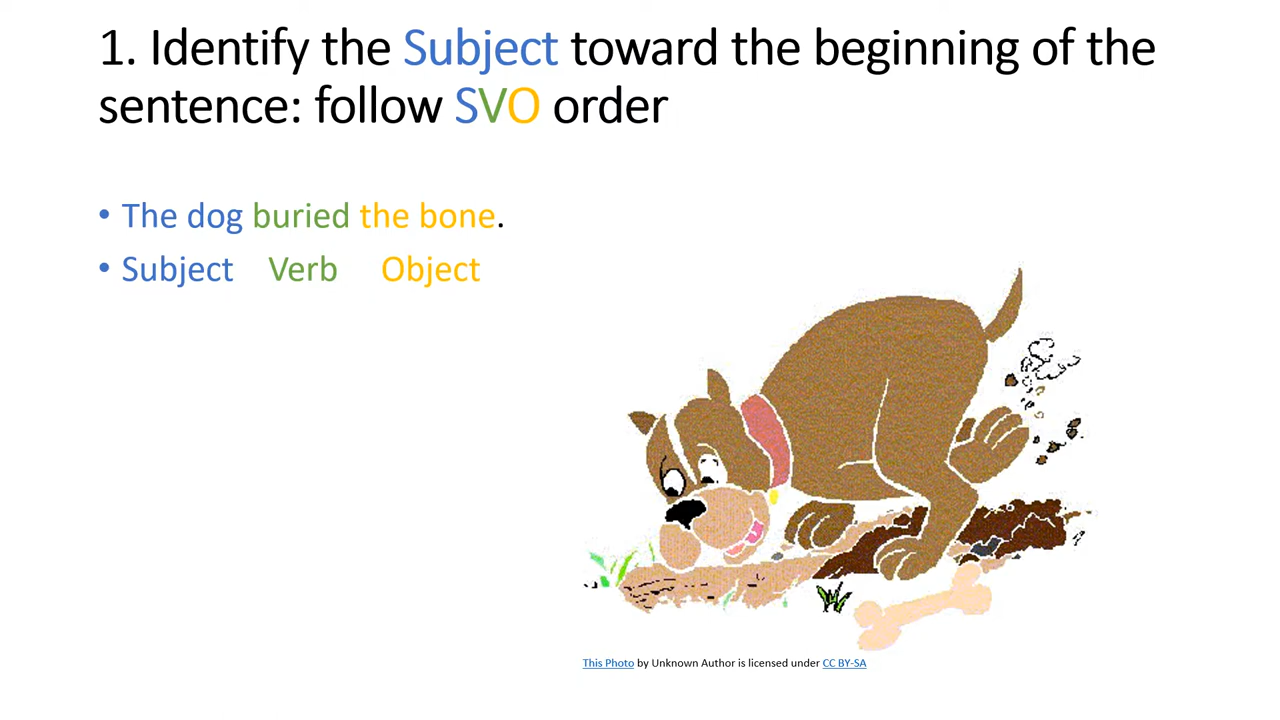 1. Identify the Subject toward the beginning of the
sentence: follow SVO order
• The dog buried the bone.
• Subject Verb Object
This Photo by Unknown Author is licensed under CC BY-SA